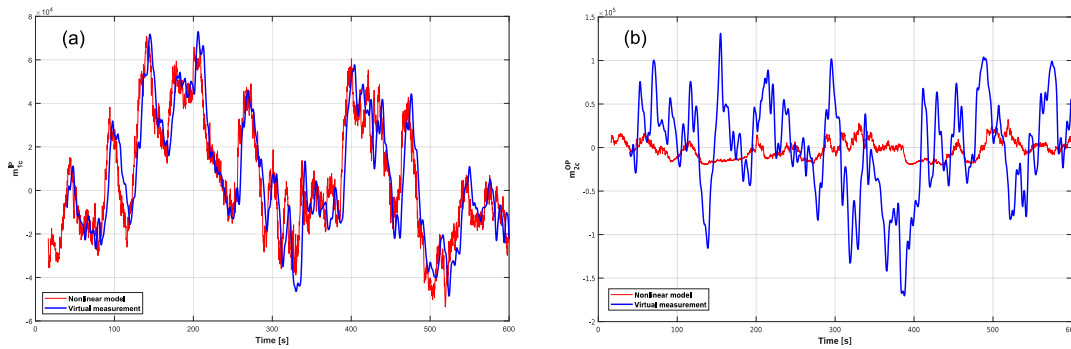 ×10⁴
8
6
4
2
0
-2
-4
-6
(a)
m^IP_1c
Nonlinear model
Virtual measurement
0 100 200 300 400 500 600
Time [s]
×10⁵
1.5
1
0.5
0
-0.5
-1
-1.5
-2
(b)
m^OP_2c
Nonlinear model
Virtual measurement
0 100 200 300 400 500 600
Time [s]